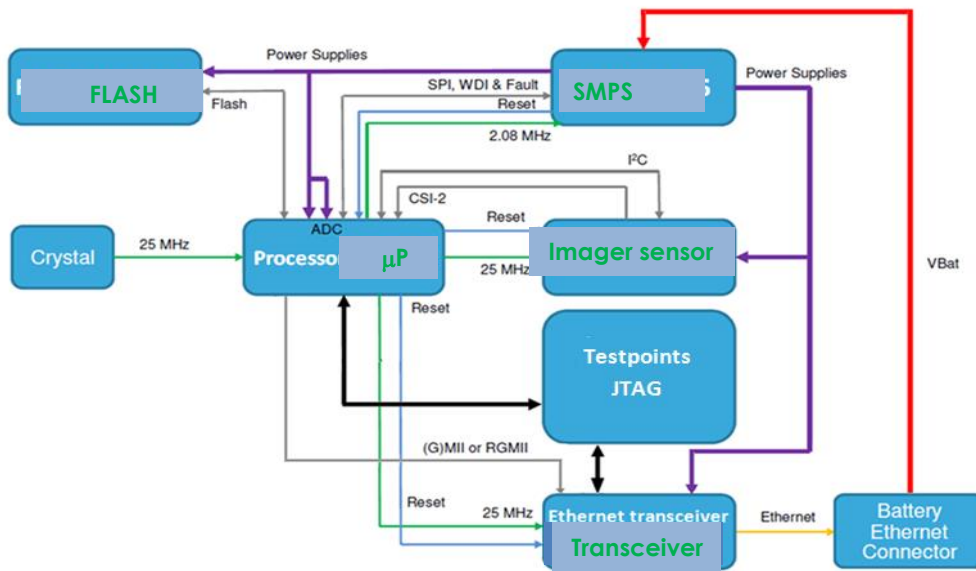 Power Supplies
FLASH
Flash
SPI, WDI & Fault
Reset
2.08 MHz
SMPS
S
Power Supplies
I²C
CSI-2
Crystal
25 MHz
ADC
Processor
µP
Reset
25 MHz
Imager sensor
VBat
Reset
Testpoints
JTAG
(G)MII or RGMII
Reset
25 MHz
Ethernet transceiver
Transceiver
Ethernet
Battery
Ethernet
Connector